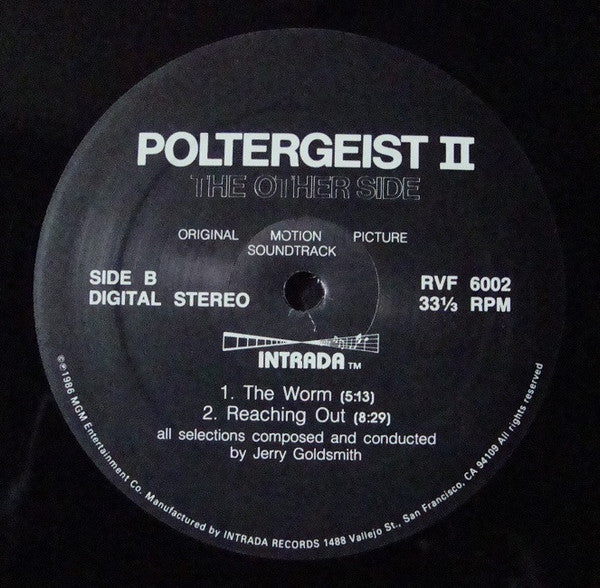 POLTERGEIST II
THE OTHER SIDE
ORIGINAL MOTION PICTURE
SOUNDTRACK
SIDE B
DIGITAL STEREO
RVF 6002
33⅓ RPM
INTRADA™
1. The Worm (5:13)
2. Reaching Out (8:29)
all selections composed and conducted
by Jerry Goldsmith
©℗1986 MGM Entertainment Co. Manufactured by INTRADA RECORDS 1488 Vallejo St., San Francisco, CA 94109 All rights reserved